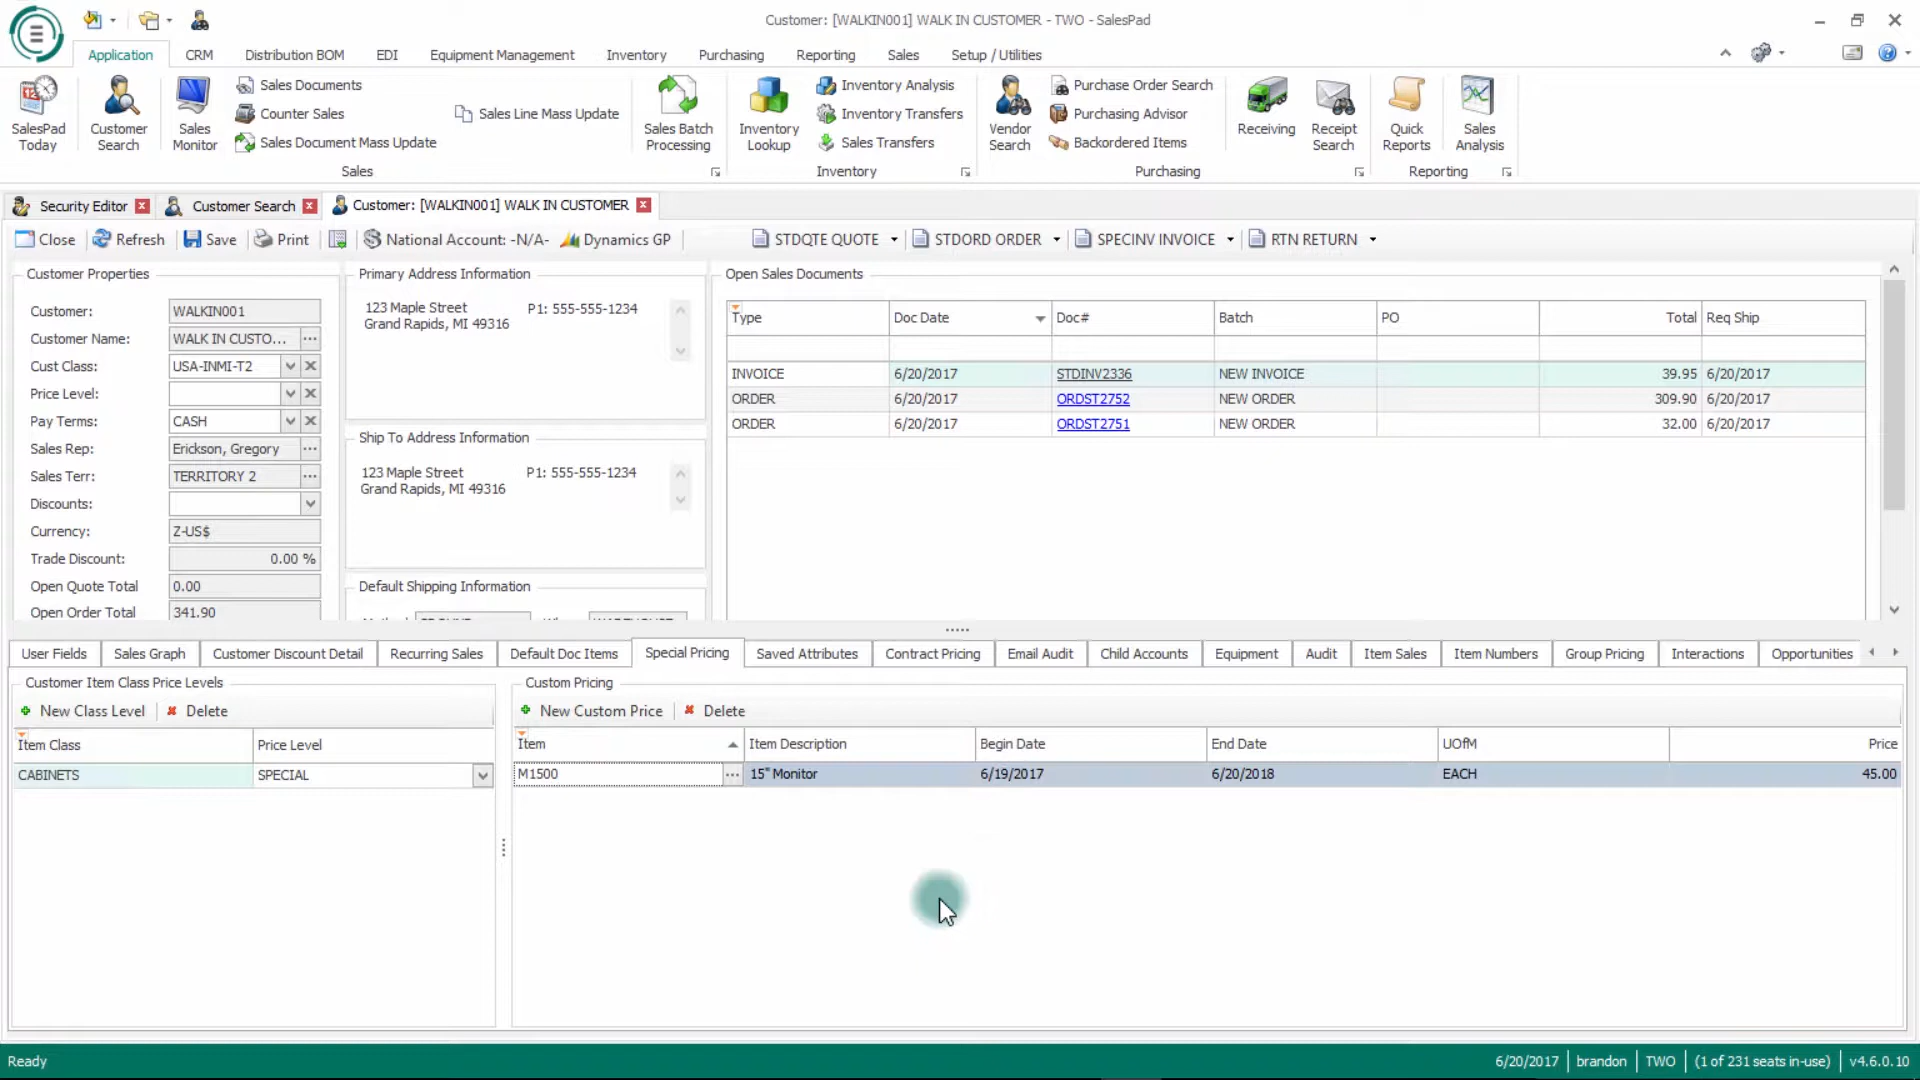 Customer: [WALKIN001] WALK IN CUSTOMER - TWO - SalesPad
Application CRM Distribution BOM EDI Equipment Management Inventory Purchasing Reporting Sales Setup / Utilities
SalesPad Today
Customer Search
Sales Monitor
Sales Documents
Counter Sales
Sales Document Mass Update
Sales Line Mass Update
Sales Batch Processing
Sales
Inventory Lookup
Inventory Analysis
Inventory Transfers
Sales Transfers
Inventory
Vendor Search
Purchase Order Search
Purchasing Advisor
Backordered Items
Receiving
Receipt Search
Purchasing
Quick Reports
Sales Analysis
Reporting
Security Editor Customer Search Customer: [WALKIN001] WALK IN CUSTOMER
Close Refresh Save Print National Account: -N/A- Dynamics GP STDQTE QUOTE STDORD ORDER SPECINV INVOICE RTN RETURN
Customer Properties
Customer: WALKIN001
Customer Name: WALK IN CUSTO...
Cust Class: USA-INMI-T2
Price Level:
Pay Terms: CASH
Sales Rep: Erickson, Gregory
Sales Terr: TERRITORY 2
Discounts:
Currency: Z-US$
Trade Discount: 0.00 %
Open Quote Total 0.00
Open Order Total 341.90
Primary Address Information
123 Maple Street P1: 555-555-1234
Grand Rapids, MI 49316
Ship To Address Information
123 Maple Street P1: 555-555-1234
Grand Rapids, MI 49316
Default Shipping Information
Open Sales Documents
Type Doc Date Doc# Batch PO Total Req Ship
INVOICE 6/20/2017 STDINV2336 NEW INVOICE 39.95 6/20/2017
ORDER 6/20/2017 ORDST2752 NEW ORDER 309.90 6/20/2017
ORDER 6/20/2017 ORDST2751 NEW ORDER 32.00 6/20/2017
User Fields Sales Graph Customer Discount Detail Recurring Sales Default Doc Items Special Pricing Saved Attributes Contract Pricing Email Audit Child Accounts Equipment Audit Item Sales Item Numbers Group Pricing Interactions Opportunities
Customer Item Class Price Levels
New Class Level Delete
Item Class Price Level
CABINETS SPECIAL
Custom Pricing
New Custom Price Delete
Item Item Description Begin Date End Date UOfM Price
M1500 15" Monitor 6/19/2017 6/20/2018 EACH 45.00
Ready 6/20/2017 brandon TWO (1 of 231 seats in-use) v4.6.0.10